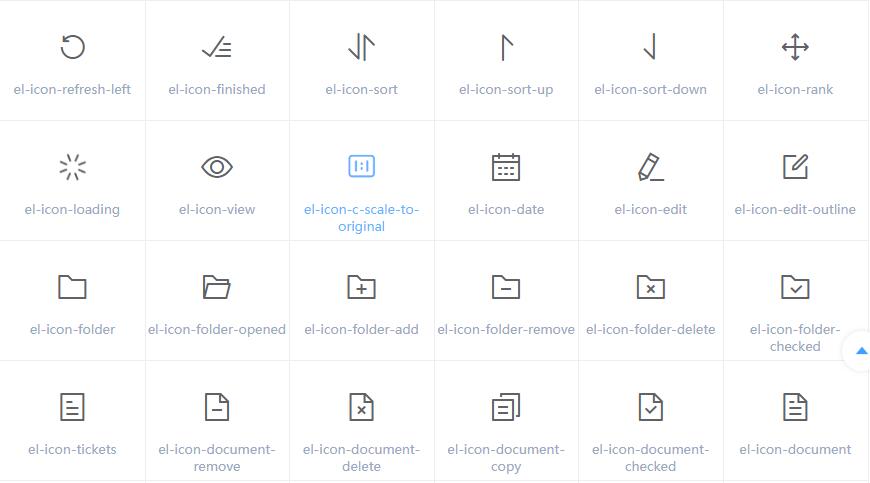 el-icon-refresh-left
el-icon-finished
el-icon-sort
el-icon-sort-up
el-icon-sort-down
el-icon-rank
el-icon-loading
el-icon-view
el-icon-c-scale-to-
original
el-icon-date
el-icon-edit
el-icon-edit-outline
el-icon-folder
el-icon-folder-opened
el-icon-folder-add
el-icon-folder-remove
el-icon-folder-delete
el-icon-folder-
checked
el-icon-tickets
el-icon-document-
remove
el-icon-document-
delete
el-icon-document-
copy
el-icon-document-
checked
el-icon-document